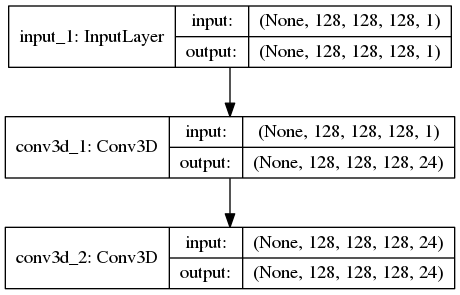 input_1: InputLayer
input: (None, 128, 128, 128, 1)
output: (None, 128, 128, 128, 1)
conv3d_1: Conv3D
input: (None, 128, 128, 128, 1)
output: (None, 128, 128, 128, 24)
conv3d_2: Conv3D
input: (None, 128, 128, 128, 24)
output: (None, 128, 128, 128, 24)